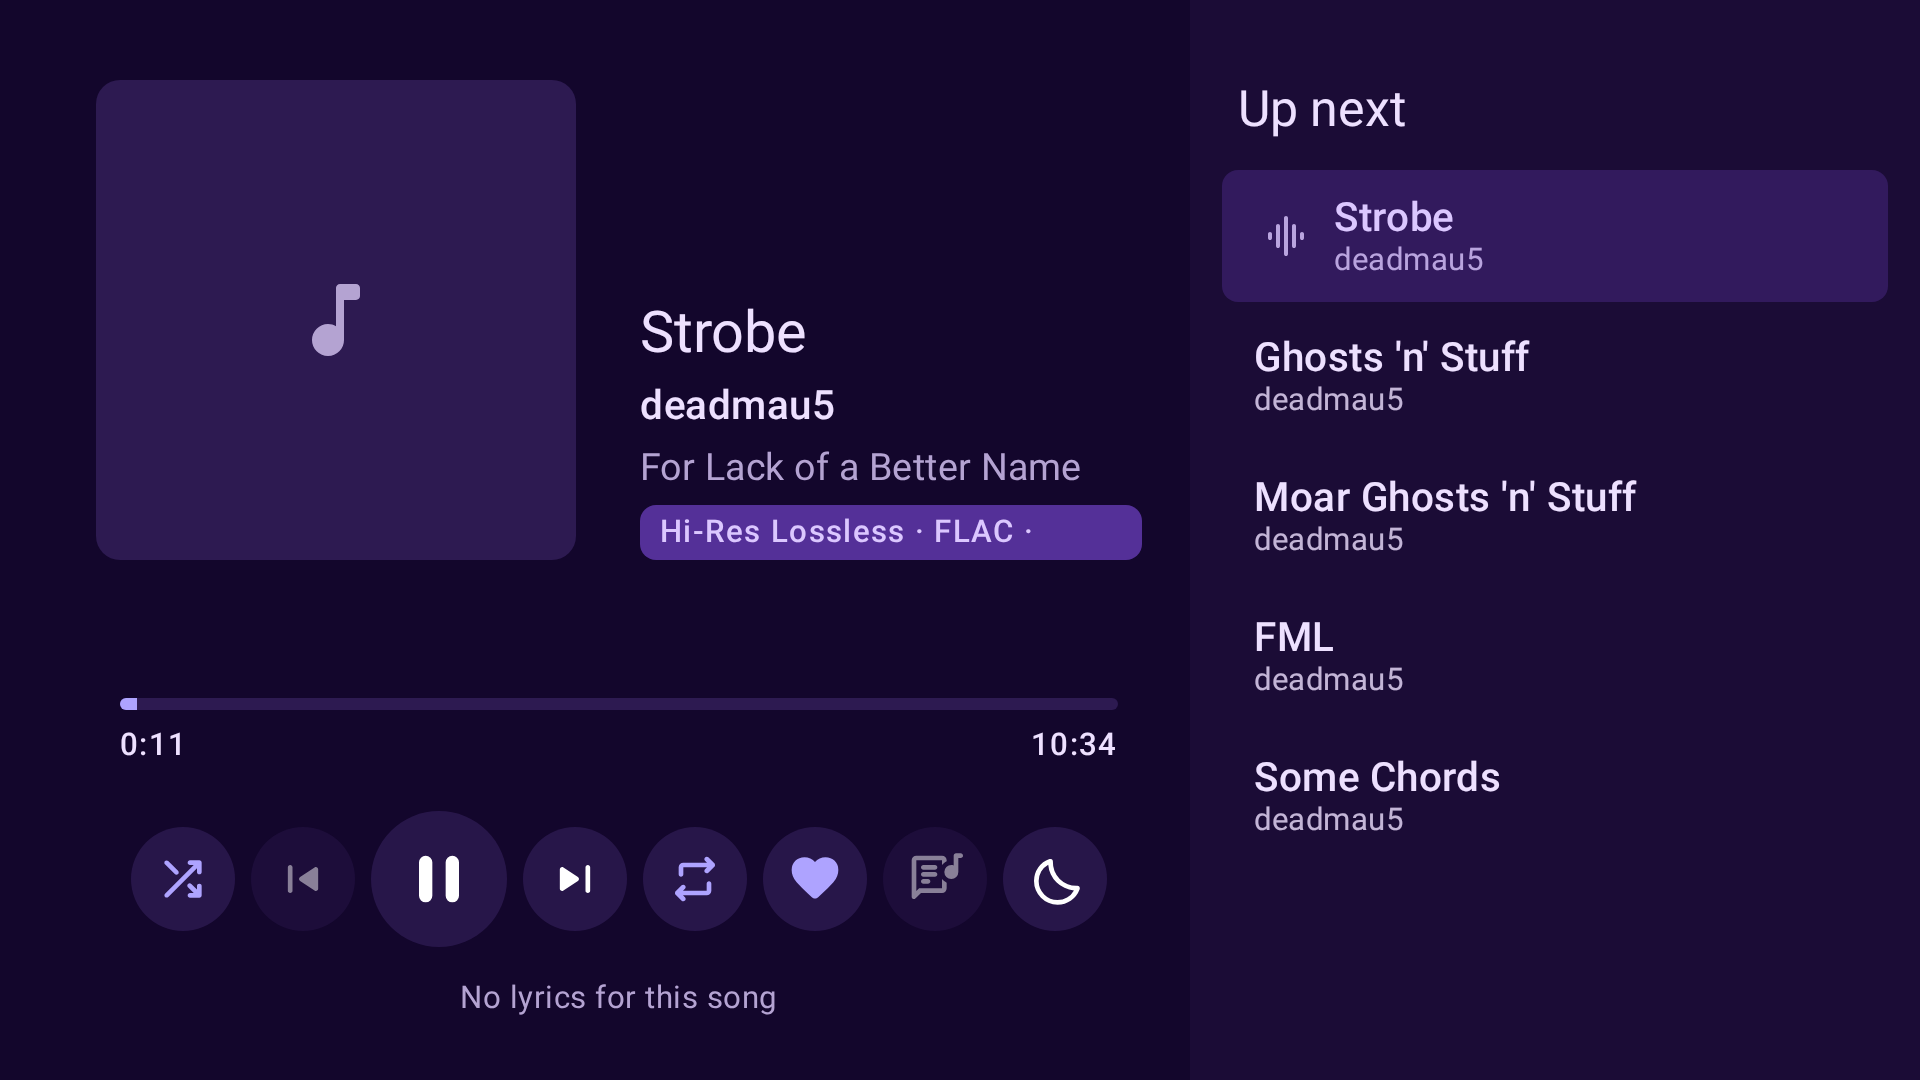 Strobe
deadmau5
For Lack of a Better Name
Hi-Res Lossless · FLAC ·
0:11
10:34
No lyrics for this song
Up next
Strobe
deadmau5
Ghosts 'n' Stuff
deadmau5
Moar Ghosts 'n' Stuff
deadmau5
FML
deadmau5
Some Chords
deadmau5